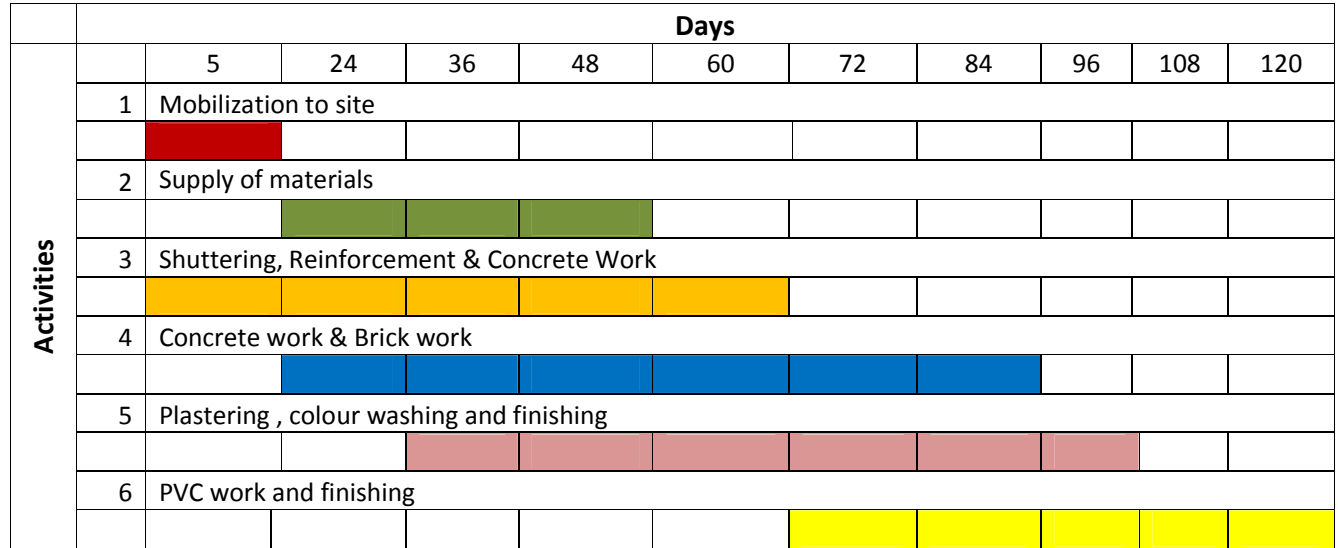 Days
5 24 36 48 60 72 84 96 108 120
Activities
1 Mobilization to site
2 Supply of materials
3 Shuttering, Reinforcement & Concrete Work
4 Concrete work & Brick work
5 Plastering , colour washing and finishing
6 PVC work and finishing